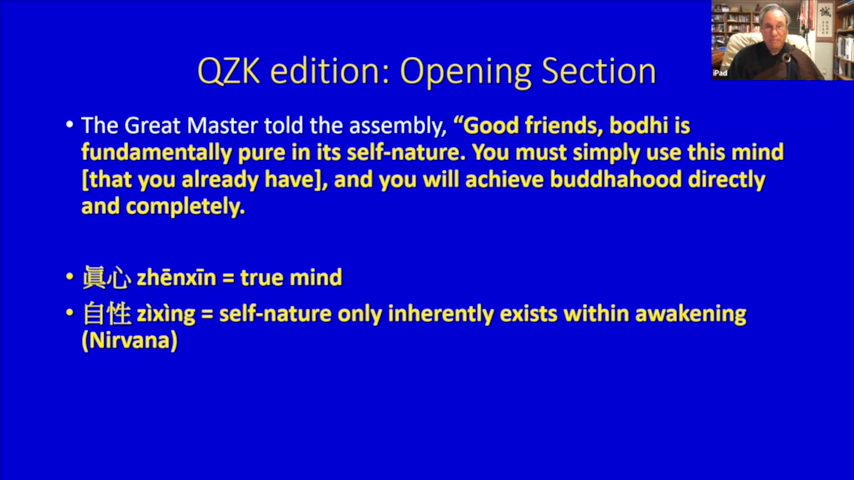 QZK edition: Opening Section
• The Great Master told the assembly, “Good friends, bodhi is
fundamentally pure in its self-nature. You must simply use this mind
[that you already have], and you will achieve buddhahood directly
and completely.
• 眞心 zhēnxīn = true mind
• 自性 zìxìng = self-nature only inherently exists within awakening
(Nirvana)
iPad